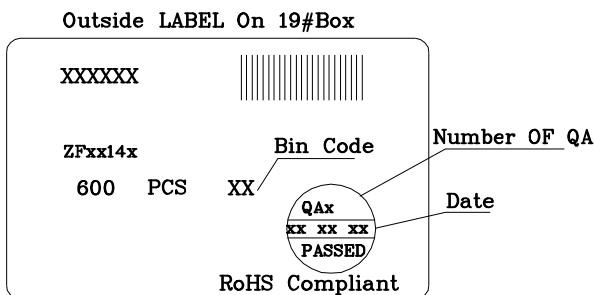 Outside LABEL On 19#Box
XXXXXX
Number OF QA
Bin Code
ZFxx14x
600 PCS XX
Date
QAx
xx xx xx
PASSED
RoHS Compliant